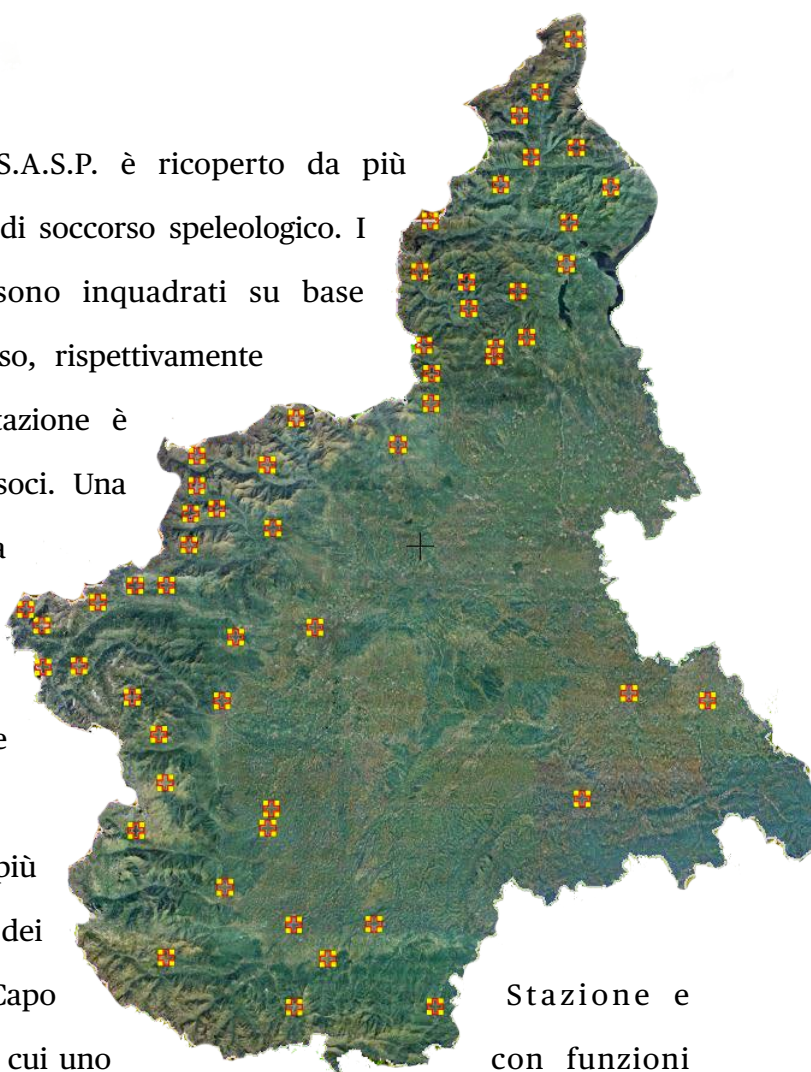 S.A.S.P. è ricoperto da più
di soccorso speleologico. I
sono inquadrati su base
so, rispettivamente
tazione è
soci. Una
a
e
più
dei
Capo Stazione e
cui uno con funzioni